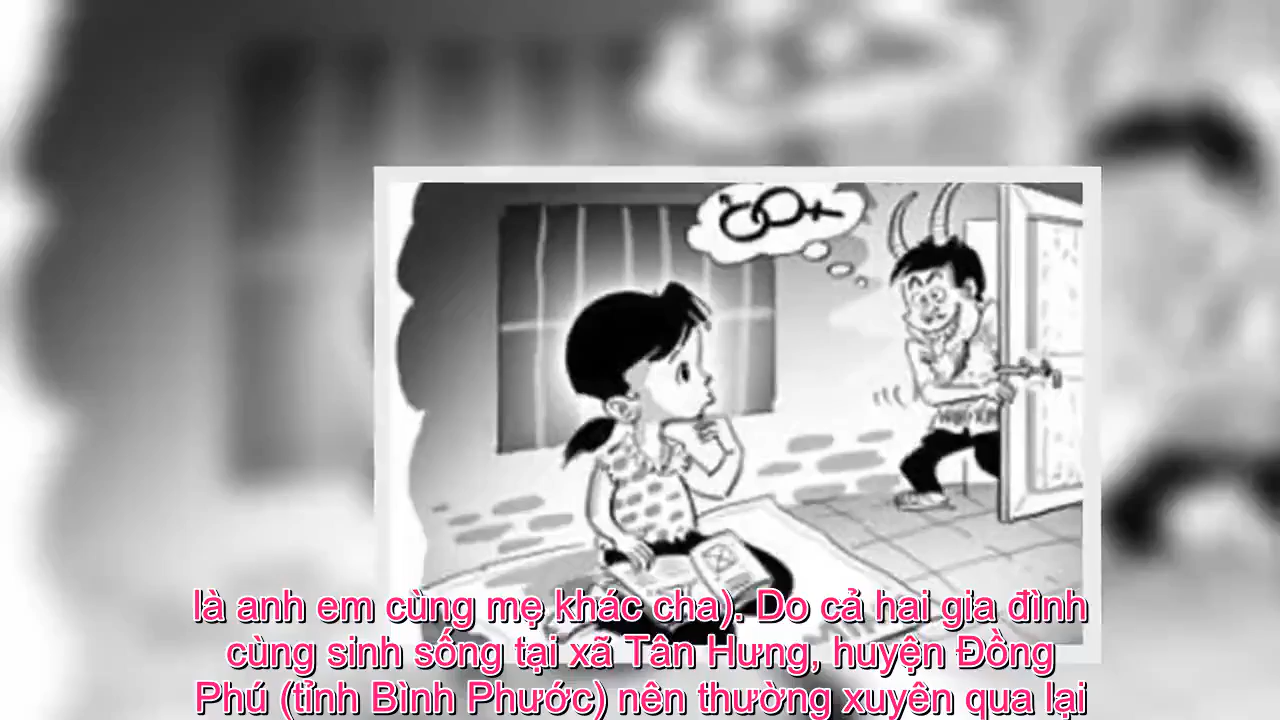 là anh em cùng mẹ khác cha). Do cả hai gia đình
cùng sinh sống tại xã Tân Hưng, huyện Đồng
Phú (tỉnh Bình Phước) nên thường xuyên qua lại